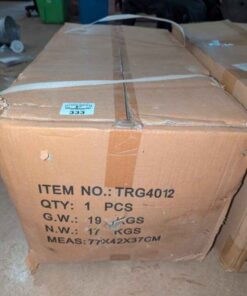 333
ITEM NO.: TRG4012
QTY: 1 PCS
G.W.: 19 KGS
N.W.: 17 KGS
MEAS: 77X42X37CM